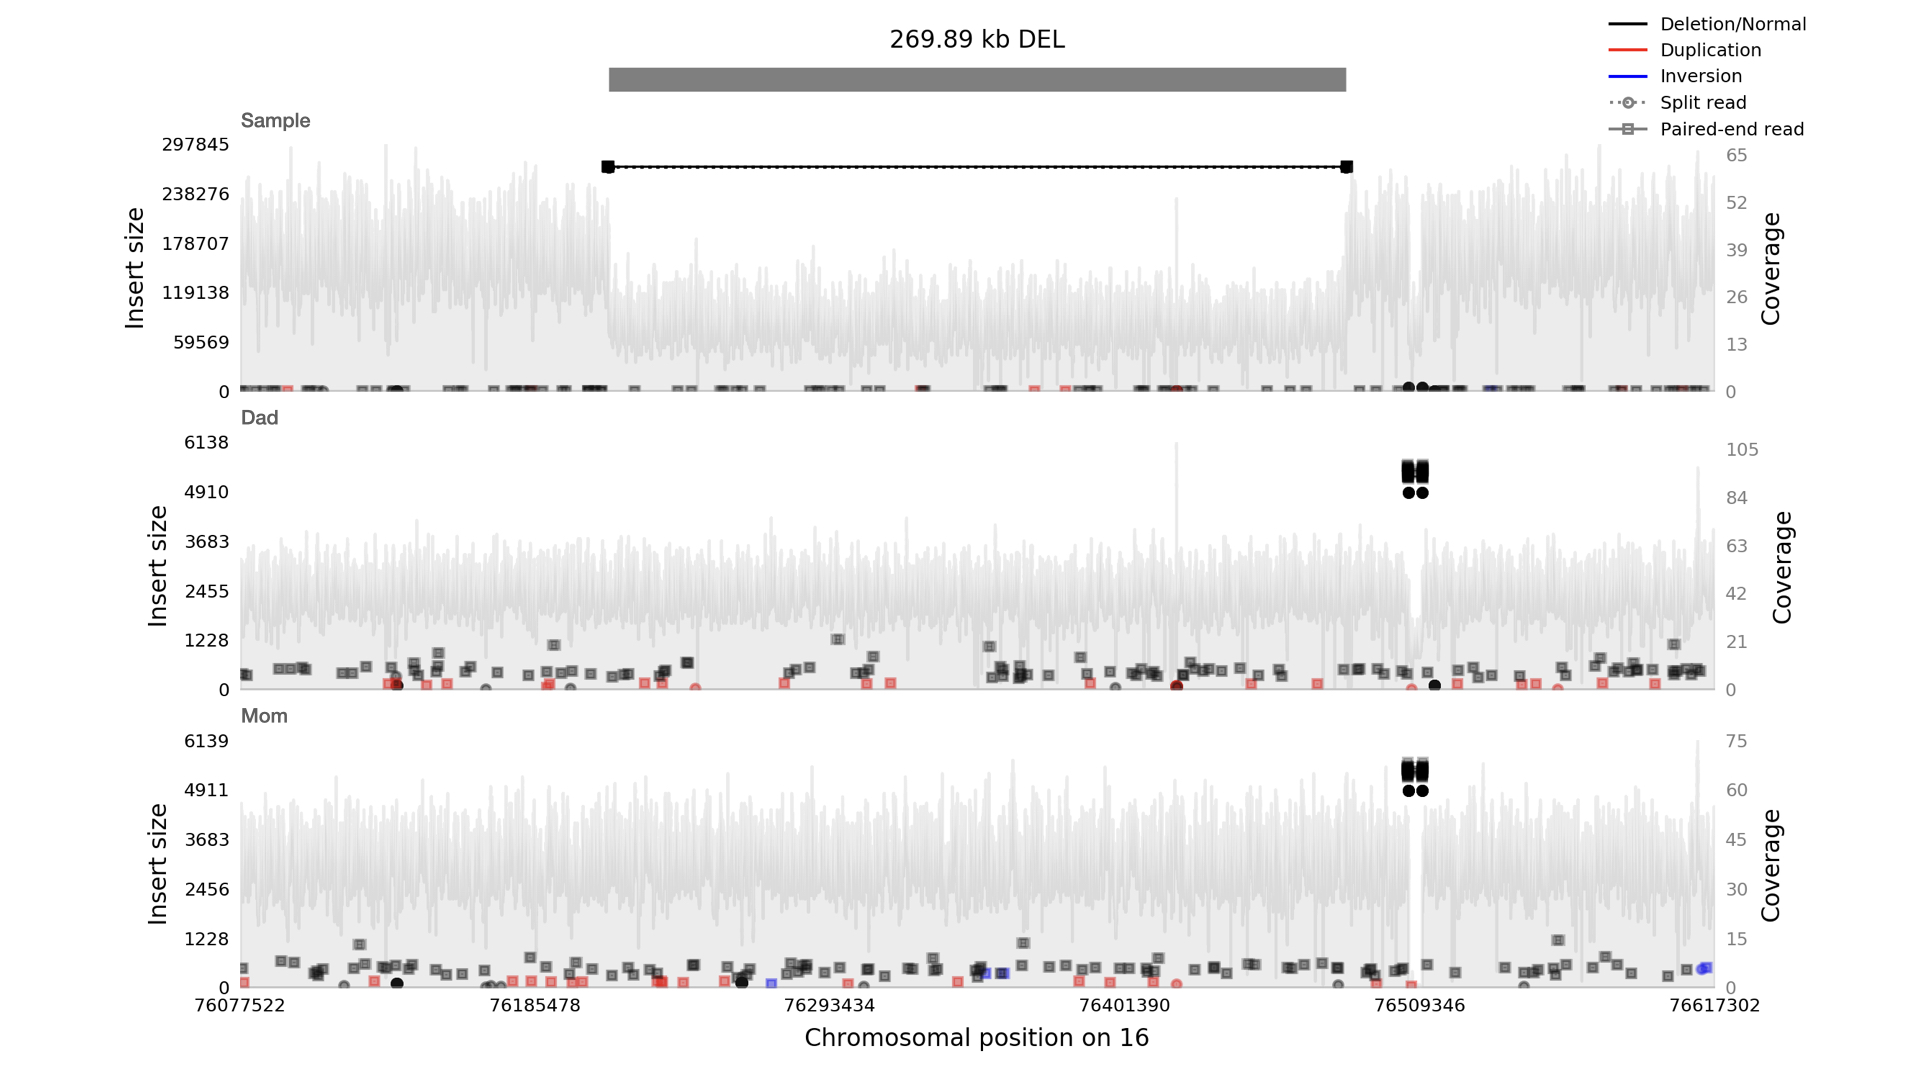 269.89 kb DEL
Deletion/Normal
Duplication
Inversion
Split read
Paired-end read
Sample
297845
238276
178707
119138
59569
0
Insert size
65
52
39
26
13
0
Coverage
Dad
6138
4910
3683
2455
1228
0
Insert size
105
84
63
42
21
0
Coverage
Mom
6139
4911
3683
2456
1228
0
Insert size
75
60
45
30
15
0
Coverage
76077522 76185478 76293434 76401390 76509346 76617302
Chromosomal position on 16